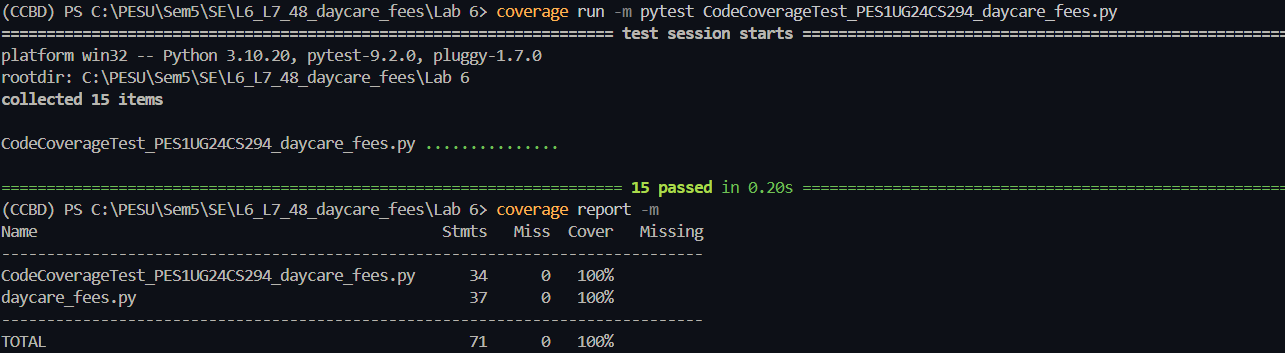 (CCBD) PS C:\PESU\Sem5\SE\L6_L7_48_daycare_fees\Lab 6> coverage run -m pytest CodeCoverageTest_PES1UG24CS294_daycare_fees.py
==================================================================== test session starts ======================================================
platform win32 -- Python 3.10.20, pytest-9.2.0, pluggy-1.7.0
rootdir: C:\PESU\Sem5\SE\L6_L7_48_daycare_fees\Lab 6
collected 15 items
CodeCoverageTest_PES1UG24CS294_daycare_fees.py ...............
===================================================================== 15 passed in 0.20s ======================================================
(CCBD) PS C:\PESU\Sem5\SE\L6_L7_48_daycare_fees\Lab 6> coverage report -m
Name                                             Stmts   Miss  Cover   Missing
------------------------------------------------------------------------------
CodeCoverageTest_PES1UG24CS294_daycare_fees.py      34      0   100%
daycare_fees.py                                     37      0   100%
------------------------------------------------------------------------------
TOTAL                                               71      0   100%